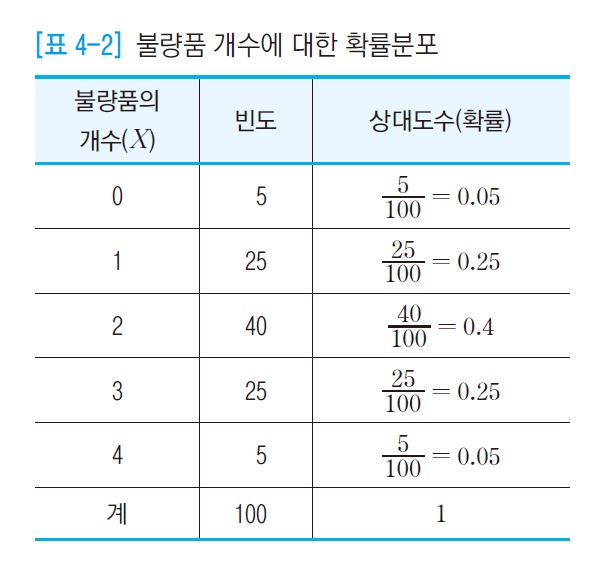 [표 4-2] 불량품 개수에 대한 확률분포
불량품의
개수(X)
빈도
상대도수(확률)
0 5 5/100 = 0.05
1 25 25/100 = 0.25
2 40 40/100 = 0.4
3 25 25/100 = 0.25
4 5 5/100 = 0.05
계 100 1